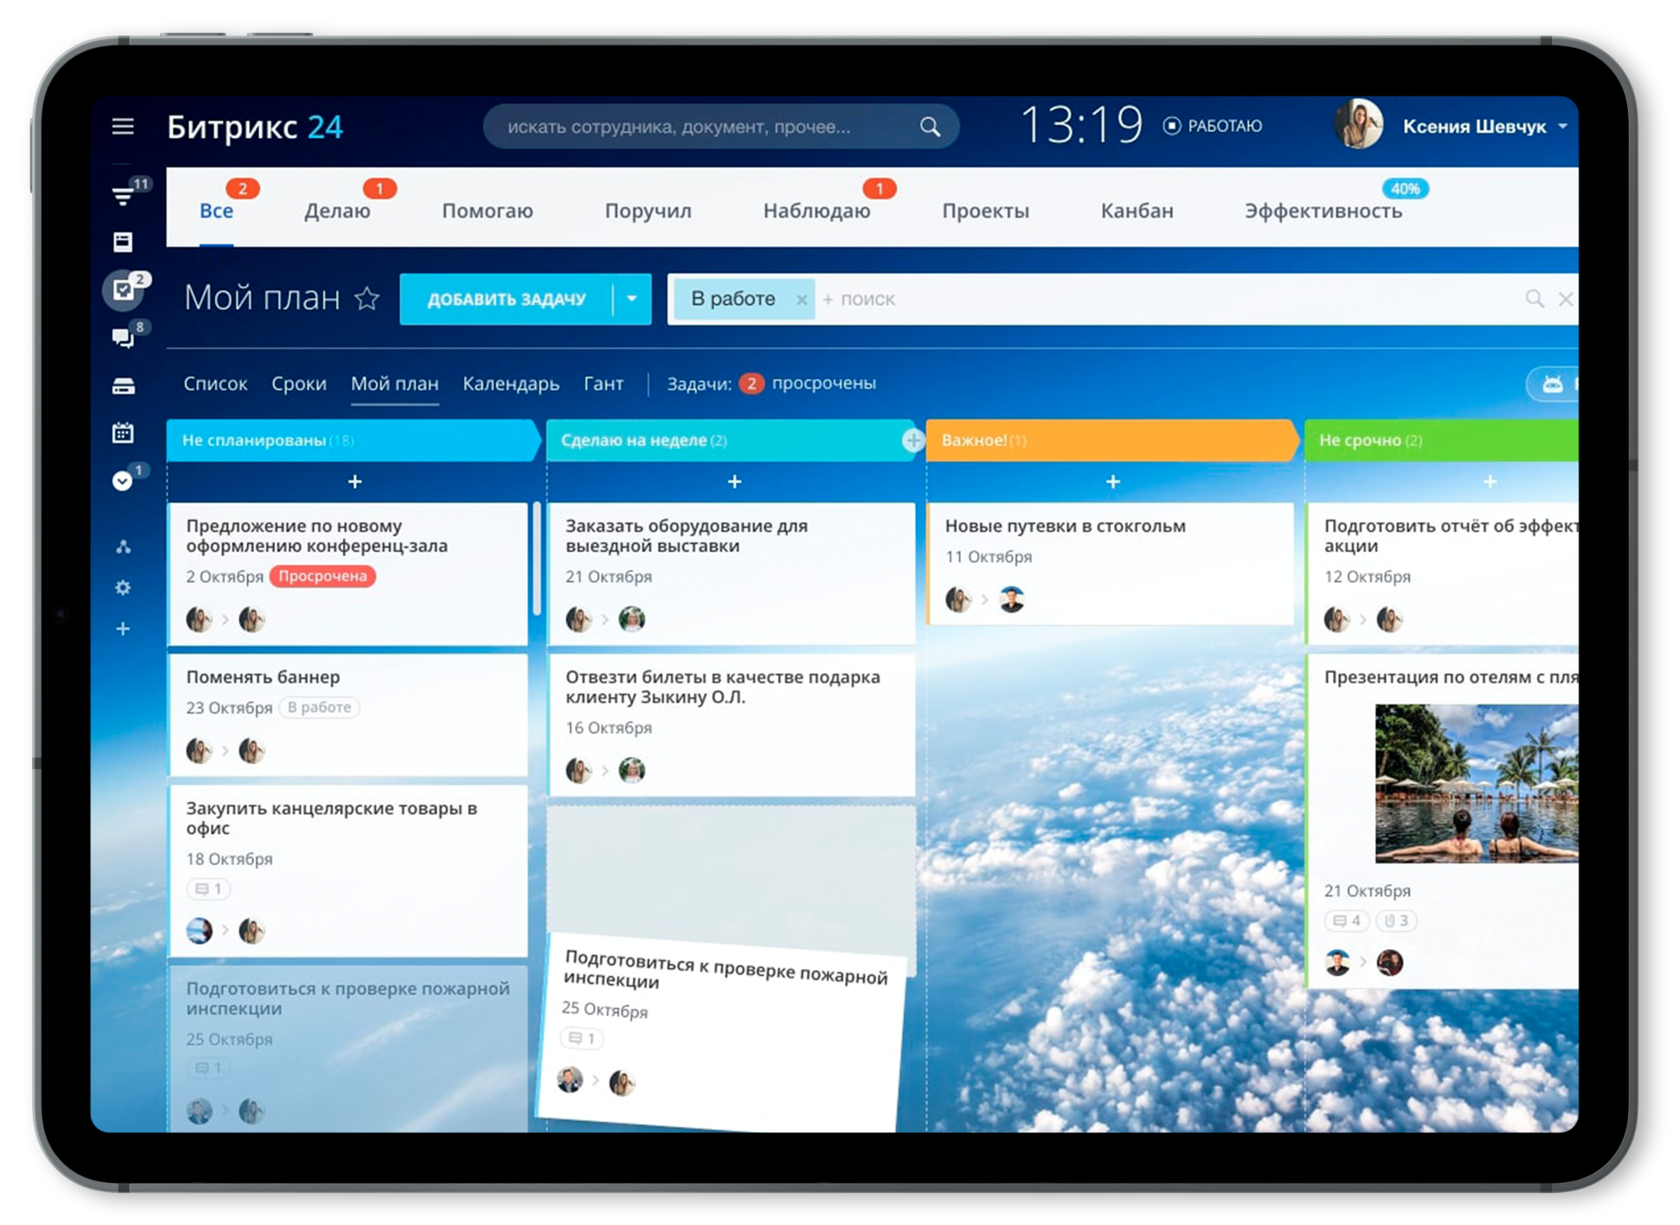 Битрикс 24
искать сотрудника, документ, прочее...
13:19
РАБОТАЮ
Ксения Шевчук
11
2
8
1
2
1
1
40%
Все
Делаю
Помогаю
Поручил
Наблюдаю
Проекты
Канбан
Эффективность
Мой план
ДОБАВИТЬ ЗАДАЧУ
В работе ×
+ поиск
Список
Сроки
Мой план
Календарь
Гант
Задачи: 2 просрочены
Не спланированы (18)
+
Предложение по новому
оформлению конференц-зала
2 Октября Просрочена
Поменять баннер
23 Октября В работе
Закупить канцелярские товары в
офис
18 Октября
1
Подготовиться к проверке пожарной
инспекции
25 Октября
1
Сделаю на неделе (2)
+
Заказать оборудование для
выездной выставки
21 Октября
Отвезти билеты в качестве подарка
клиенту Зыкину О.Л.
16 Октября
Подготовиться к проверке пожарной
инспекции
25 Октября
1
Важное! (1)
+
Новые путевки в стокгольм
11 Октября
Не срочно (2)
+
Подготовить отчёт об эффект
акции
12 Октября
Презентация по отелям с пля
21 Октября
4 3